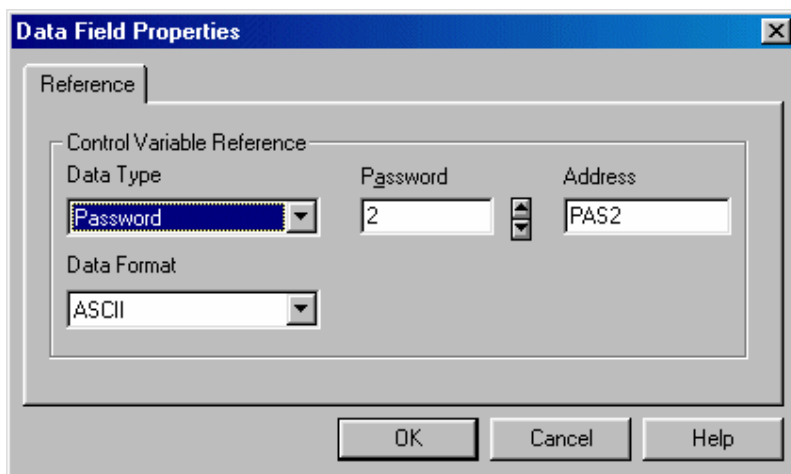 Data Field Properties
Reference
Control Variable Reference
Data Type Password Address
Password 2 PAS2
Data Format
ASCII
OK Cancel Help